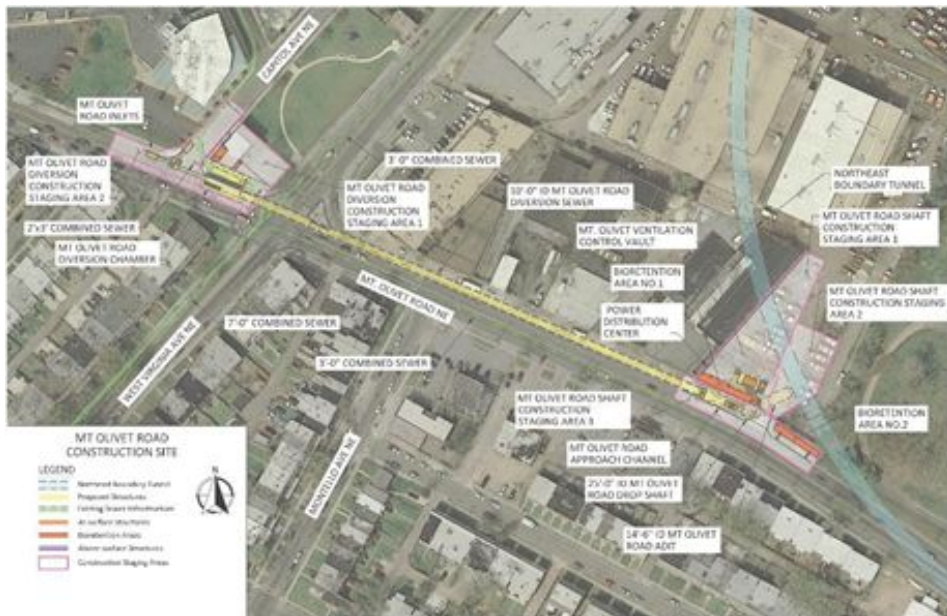 CAPITOL AVE NE
MT OLIVET
ROAD INLETS
MT OLIVET ROAD
DIVERSION
CONSTRUCTION
STAGING AREA 2
2'x3' COMBINED SEWER
MT OLIVET ROAD
DIVERSION CHAMBER
3'-0" COMBINED SEWER
MT OLIVET ROAD
DIVERSION
CONSTRUCTION
STAGING AREA 1
10'-0" ID MT OLIVET ROAD
DIVERSION SEWER
MT. OLIVET VENTILATION
CONTROL VAULT
BIORETENTION
AREA NO.1
POWER
DISTRIBUTION
CENTER
NORTHEAST
BOUNDARY TUNNEL
MT OLIVET ROAD SHAFT
CONSTRUCTION
STAGING AREA
MT OLIVET ROAD SHAFT
CONSTRUCTION STAGING
AREA 2
BIORETENTION
AREA NO.2
MT. OLIVET ROAD NE
WEST VIRGINIA AVE NE
7'-0" COMBINED SEWER
3'-0" COMBINED SEWER
MONTELLO AVE NE
MT OLIVET ROAD SHAFT
CONSTRUCTION
STAGING AREA
MT OLIVET ROAD
APPROACH CHANNEL
25'-0" ID MT OLIVET
ROAD DROP SHAFT
14'-6" ID MT OLIVET
ROAD ADIT
MT OLIVET ROAD
CONSTRUCTION SITE
LEGEND
N
Northeast Boundary Tunnel
Proposed Structures
Existing Sewer Infrastructure
At surface Structures
Bioretention Areas
Above surface Structures
Construction Staging Areas